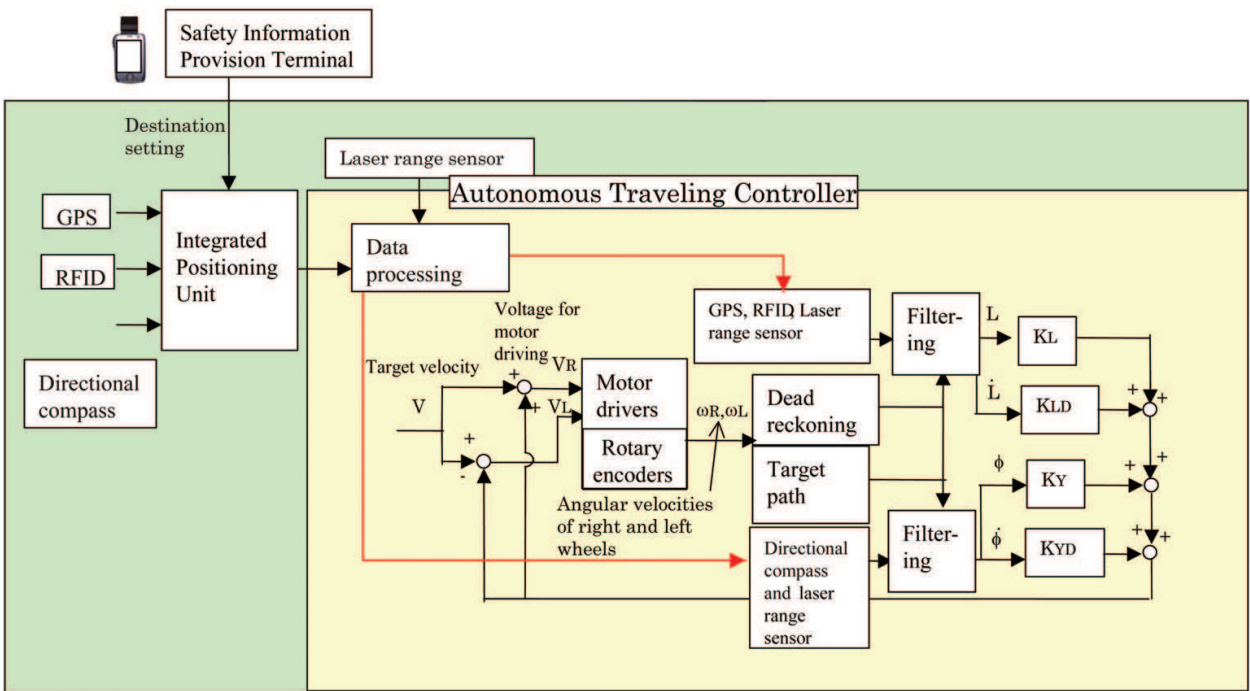 Safety Information
Provision Terminal
Destination
setting
Laser range sensor
Autonomous Traveling Controller
GPS
RFID
Integrated
Positioning
Unit
Directional
compass
Data
processing
Voltage for
motor
driving
Target velocity
V
+
VR
+
VL
+
-
Motor
drivers
Rotary
encoders
ωR,ωL
Angular velocities
of right and left
wheels
GPS, RFID, Laser
range sensor
Dead
reckoning
Target
path
Directional
compass
and laser
range
sensor
Filter-
ing
Filter-
ing
L
KL
L̇
KLD
+ +
ϕ
KY
+ +
ϕ̇
KYD
+ +